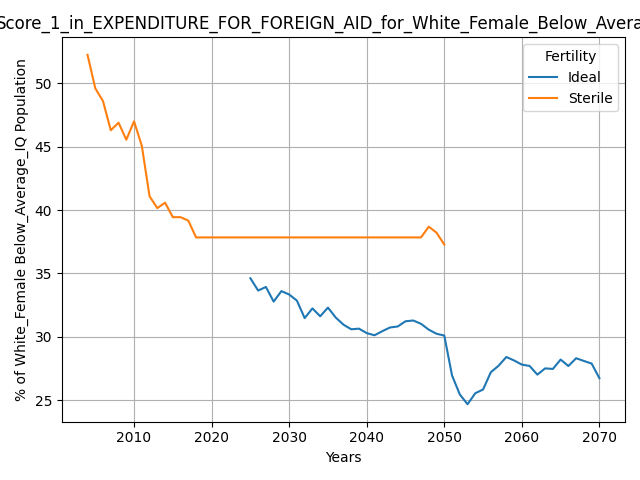 Score_1_in_EXPENDITURE_FOR_FOREIGN_AID_for_White_Female_Below_Avera
% of White_Female Below_Average_IQ Population
50
45
40
35
30
25
Fertility
Ideal
Sterile
2010 2020 2030 2040 2050 2060 2070
Years